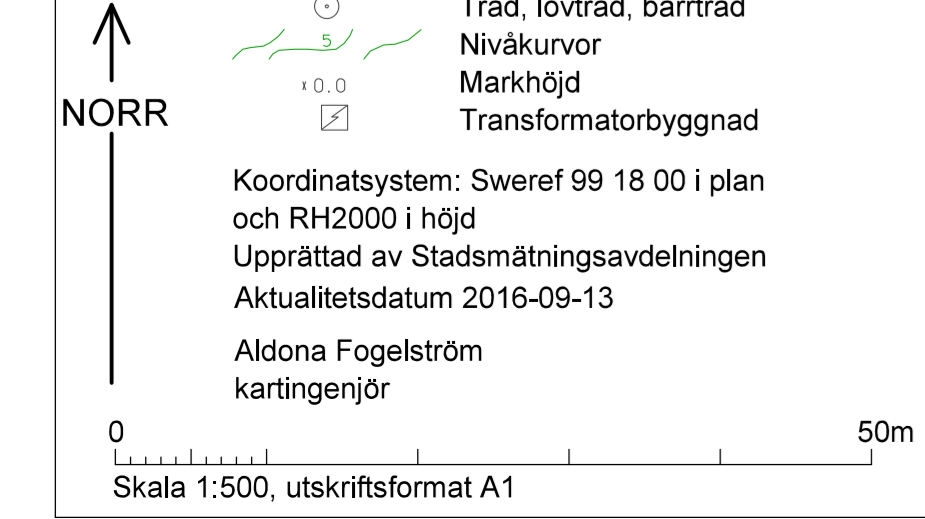 Träd, lövträd, barrträd
5
Nivåkurvor
x 0.0
Markhöjd
NORR
Transformatorbyggnad
Koordinatsystem: Sweref 99 18 00 i plan
och RH2000 i höjd
Upprättad av Stadsmätningsavdelningen
Aktualitetsdatum 2016-09-13
Aldona Fogelström
kartingenjör
0
50m
Skala 1:500, utskriftsformat A1